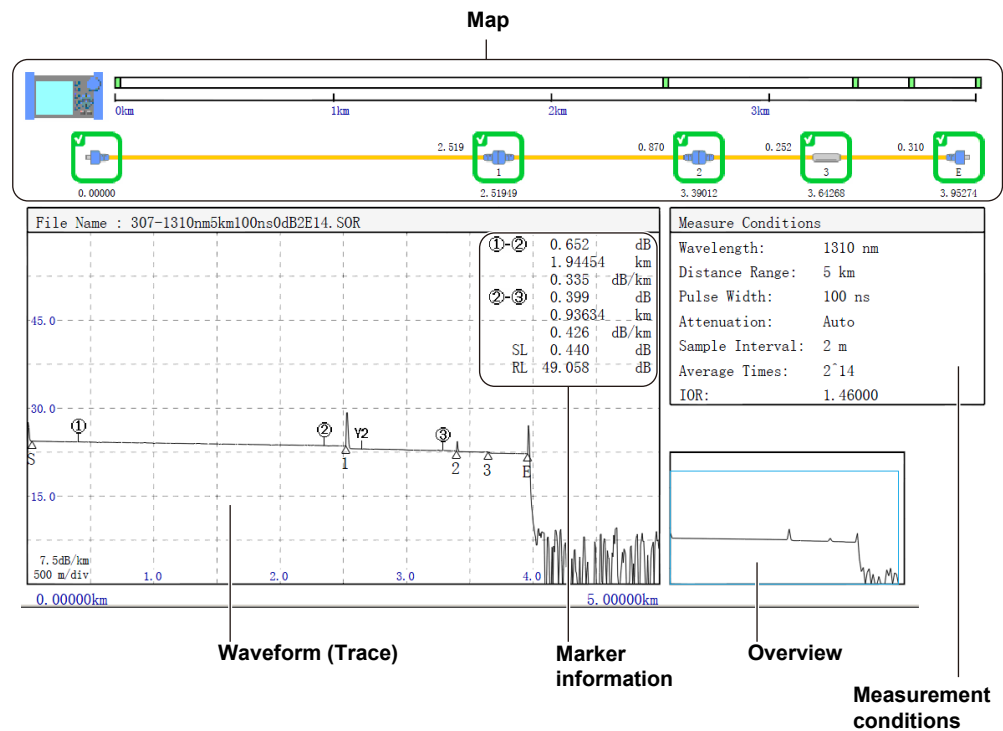 Map
0km 1km 2km 3km
2.519 0.870 0.252 0.310
1 2 3 E
0.00000 2.51949 3.39012 3.64268 3.95274
File Name : 307-1310nm5km100ns0dB2E14.SOR
①-② 0.652 dB
1.94454 km
0.335 dB/km
②-③ 0.399 dB
0.93634 km
0.426 dB/km
SL 0.440 dB
RL 49.058 dB
45.0
30.0
① ② Y2 ③
S 1 2 3 E
15.0
7.5dB/km
500 m/div 1.0 2.0 3.0 4.0
0.00000km 5.00000km
Measure Conditions
Wavelength: 1310 nm
Distance Range: 5 km
Pulse Width: 100 ns
Attenuation: Auto
Sample Interval: 2 m
Average Times: 2^14
IOR: 1.46000
Waveform (Trace)
Marker
information
Overview
Measurement
conditions